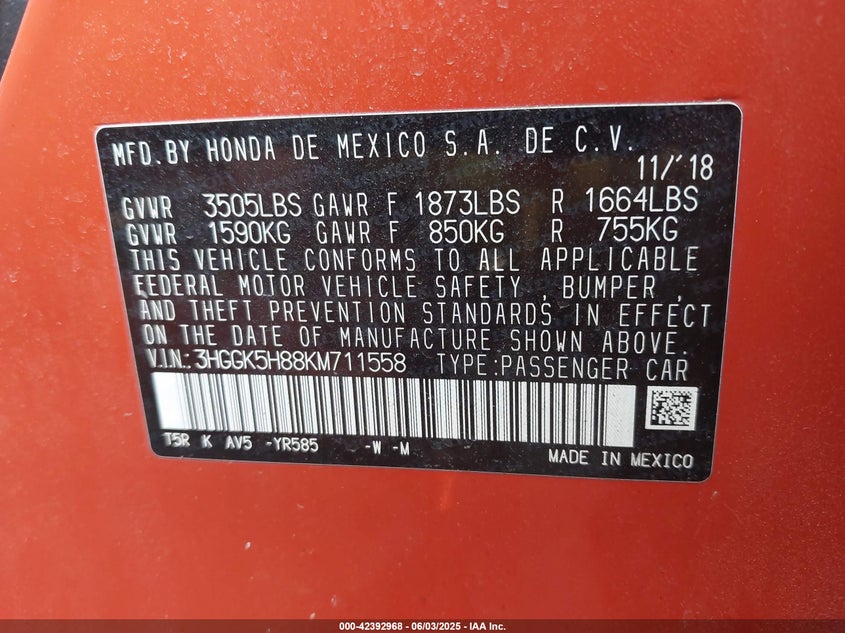 MFD. BY HONDA DE MEXICO S.A. DE C.V.
11/'18
GVWR 3505LBS GAWR F 1873LBS R 1664LBS
GVWR 1590KG GAWR F 850KG R 755KG
THIS VEHICLE CONFORMS TO ALL APPLICABLE
FEDERAL MOTOR VEHICLE SAFETY , BUMPER ,
AND THEFT PREVENTION STANDARDS IN EFFECT
ON THE DATE OF MANUFACTURE SHOWN ABOVE.
V.I.N.: 3HGGK5H88KM711558 TYPE:PASSENGER CAR
T5R K AV5 -YR585 -W -M
MADE IN MEXICO
000-42392968 | 06/03/2025 - IAA Inc.